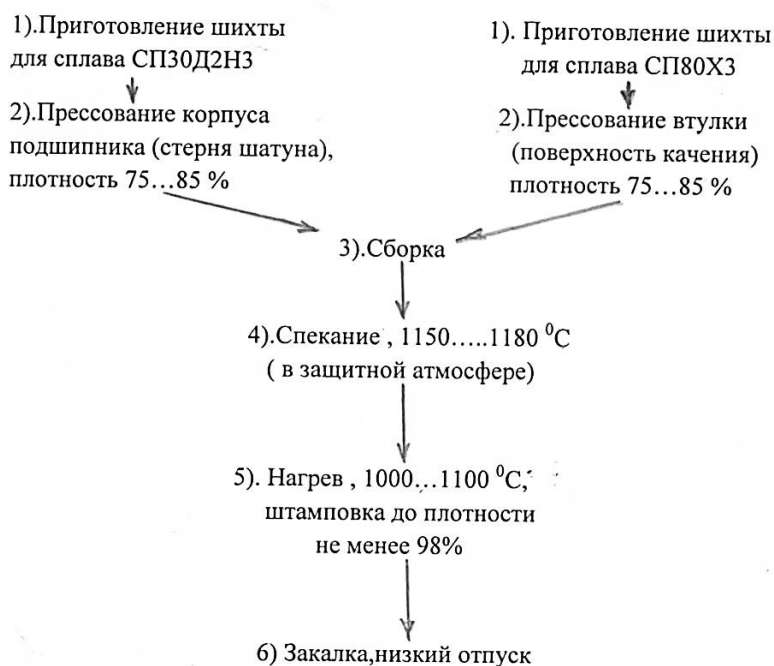 1).Приготовление шихты
для сплава СП30Д2Н3
2).Прессование корпуса
подшипника (стерня шатуна),
плотность 75...85 %
1). Приготовление шихты
для сплава СП80Х3
2).Прессование втулки
(поверхность качения)
плотность 75...85 %
3).Сборка
4).Спекание , 1150.....1180 ⁰С
( в защитной атмосфере)
5). Нагрев , 1000...1100 ⁰С,
штамповка до плотности
не менее 98%
6) Закалка,низкий отпуск